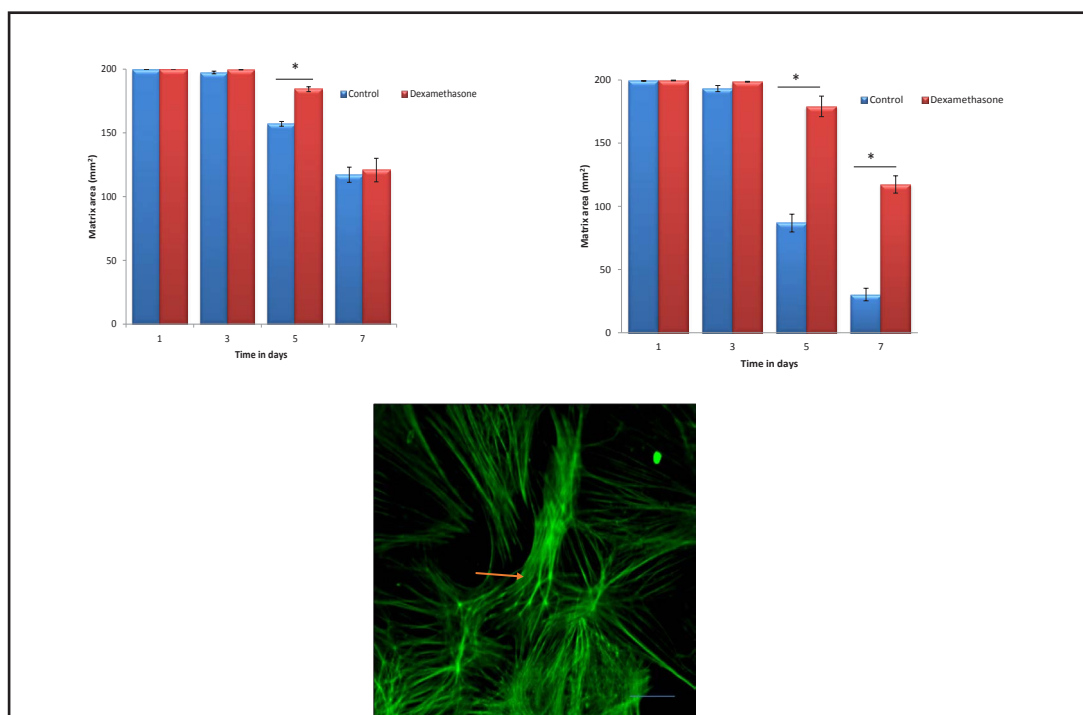 *
200
150
100
50
0
Matrix area (mm²)
Control
Dexamethasone
1 3 5 7
Time in days
*
*
200
150
100
50
0
Matrix area (mm²)
Control
Dexamethasone
1 3 5 7
Time in days